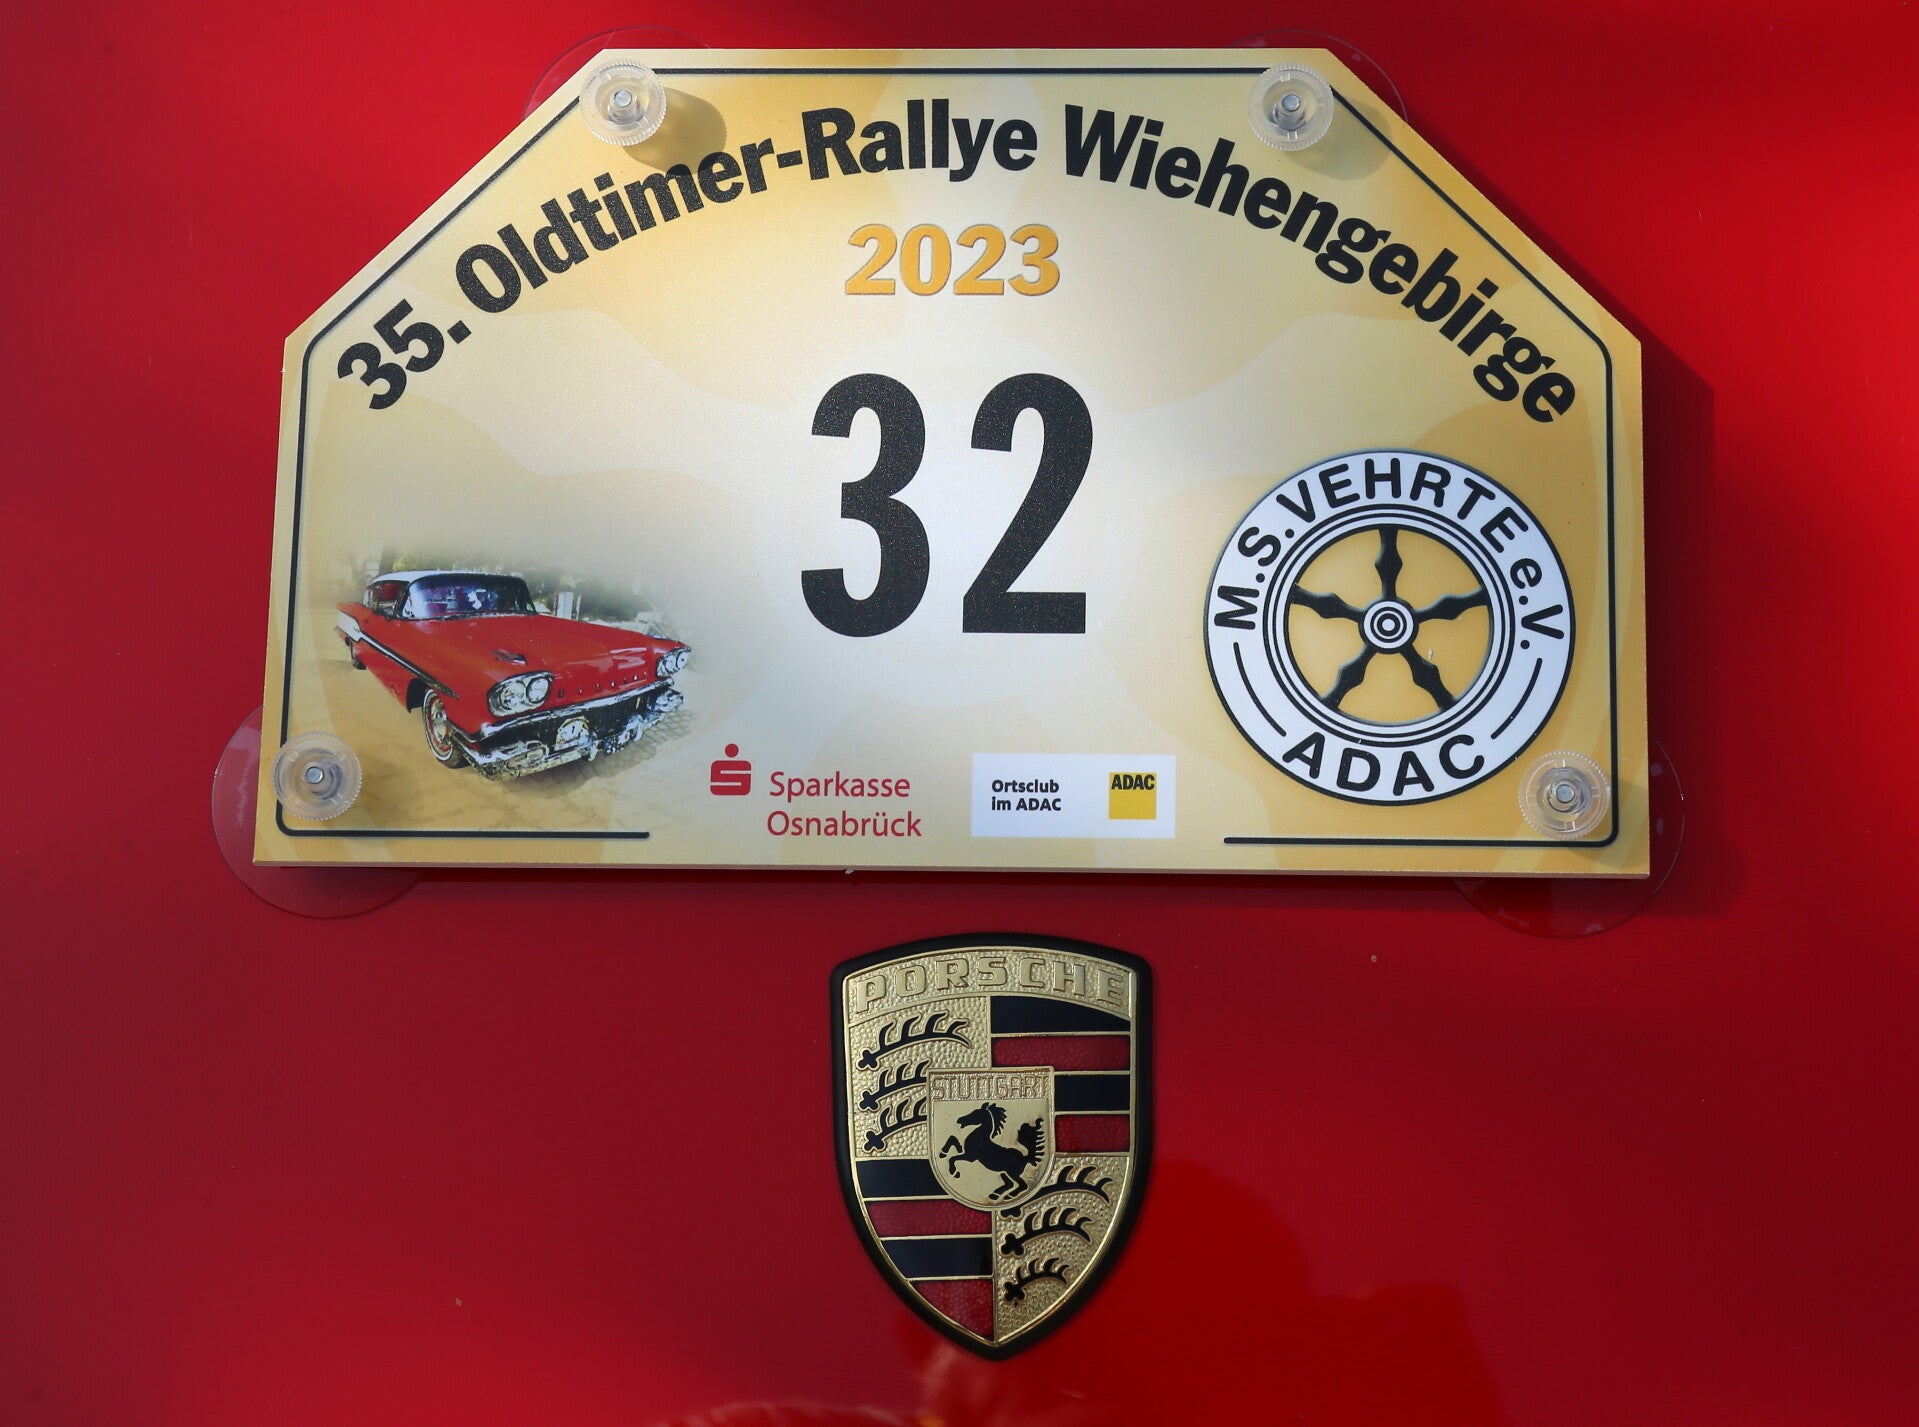 35. Oldtimer-Rallye Wiehengebirge
2023
32
M.S. VEHRTE e.V.
ADAC
Sparkasse
Osnabrück
Ortsclub
im ADAC
ADAC
PORSCHE
STUTTGART